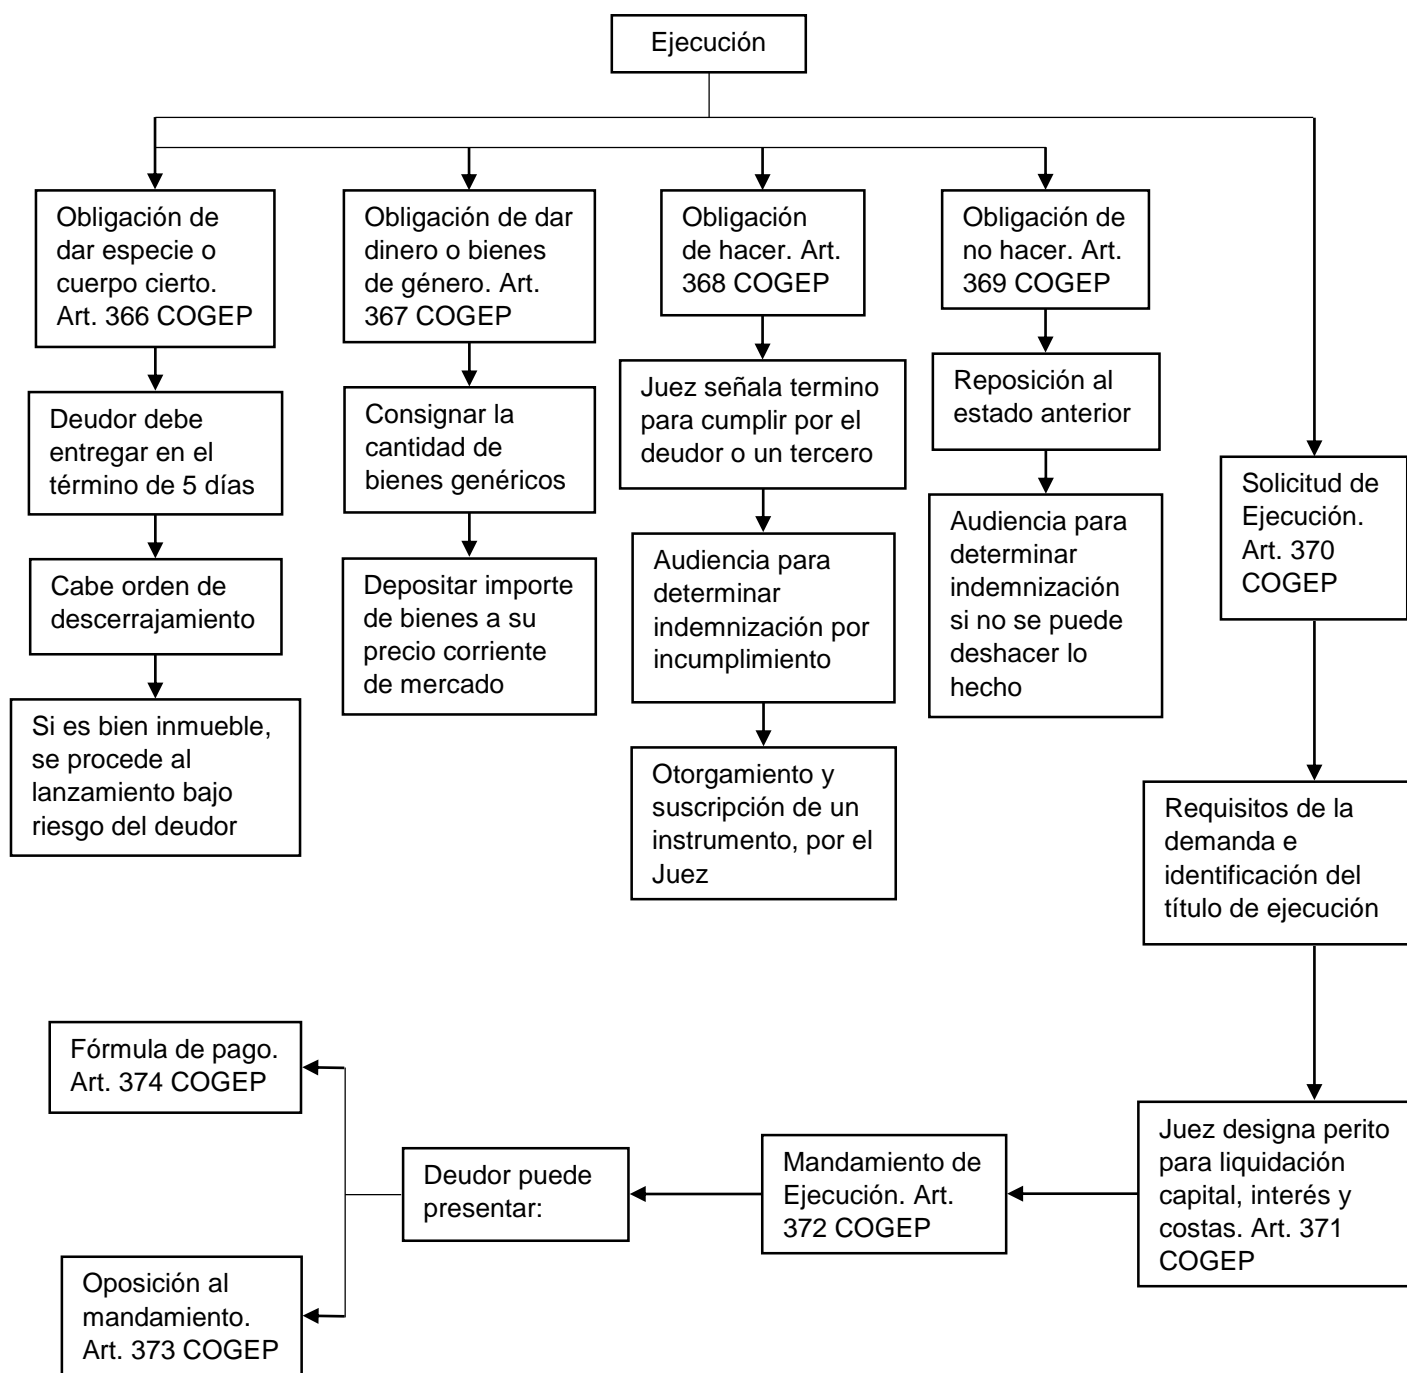 Ejecución
Obligación de
dar especie o
cuerpo cierto.
Art. 366 COGEP
Obligación de dar
dinero o bienes
de género. Art.
367 COGEP
Obligación
de hacer. Art.
368 COGEP
Obligación de
no hacer. Art.
369 COGEP
Deudor debe
entregar en el
término de 5 días
Consignar la
cantidad de
bienes genéricos
Juez señala termino
para cumplir por el
deudor o un tercero
Reposición al
estado anterior
Solicitud de
Ejecución.
Art. 370
COGEP
Cabe orden de
descerrajamiento
Depositar importe
de bienes a su
precio corriente
de mercado
Audiencia para
determinar
indemnización por
incumplimiento
Audiencia para
determinar
indemnización
si no se puede
deshacer lo
hecho
Si es bien inmueble,
se procede al
lanzamiento bajo
riesgo del deudor
Otorgamiento y
suscripción de un
instrumento, por el
Juez
Requisitos de la
demanda e
identificación del
título de ejecución
Juez designa perito
para liquidación
capital, interés y
costas. Art. 371
COGEP
Mandamiento de
Ejecución. Art.
372 COGEP
Deudor puede
presentar:
Fórmula de pago.
Art. 374 COGEP
Oposición al
mandamiento.
Art. 373 COGEP